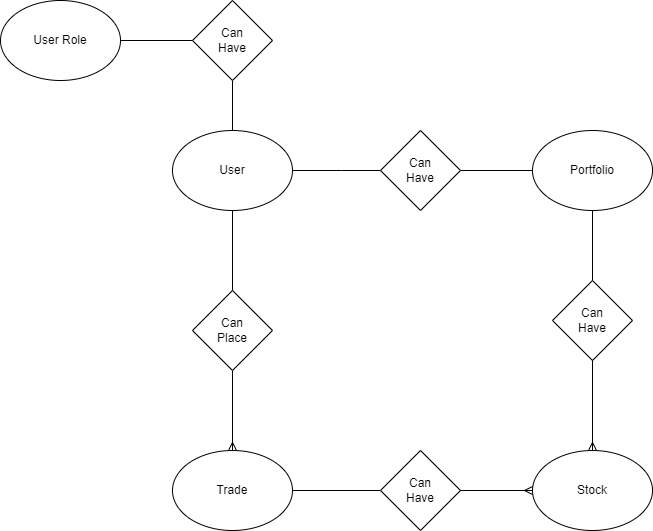 User Role
Can
Have
User
Can
Have
Portfolio
Can
Place
Can
Have
Trade
Can
Have
Stock